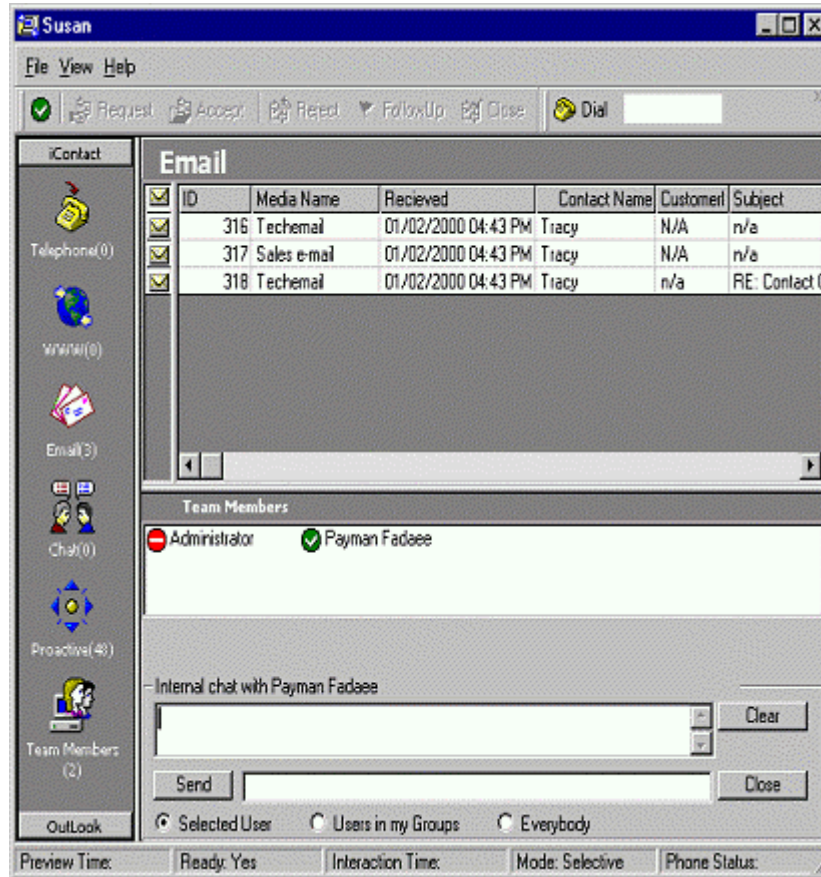 Susan
File View Help
Request Accept Reject FollowUp Close Dial
iContact
Telephone(0)
WWW(0)
Email(3)
Chat(0)
Proactive(48)
Team Members
(2)
OutLook
Email
ID Media Name Recieved Contact Name Customerl Subject
316 Techemail 01/02/2000 04:43 PM Tracy N/A n/a
317 Sales e-mail 01/02/2000 04:43 PM Tracy N/A n/a
318 Techemail 01/02/2000 04:43 PM Tracy n/a RE: Contact
Team Members
Administrator Payman Fadaee
Internal chat with Payman Fadaee
Clear
Send Close
Selected User Users in my Groups Everybody
Preview Time: Ready: Yes Interaction Time: Mode: Selective Phone Status: